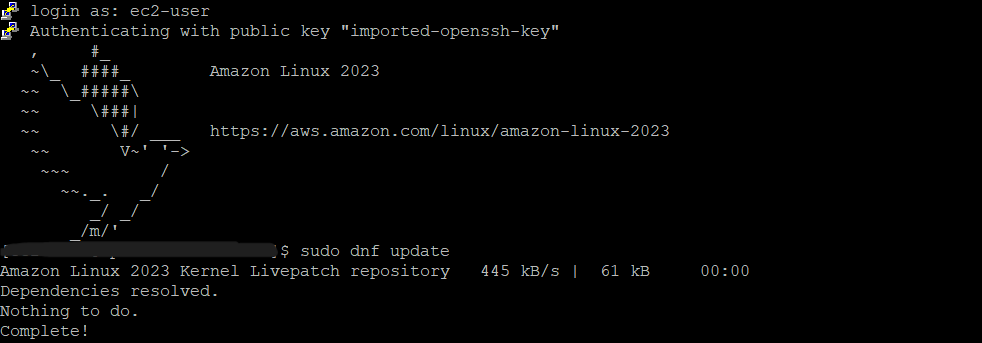 login as: ec2-user
Authenticating with public key "imported-openssh-key"
   ,     #_
   ~\_  ####_        Amazon Linux 2023
  ~~  \_#####\
  ~~     \###|
  ~~       \#/ ___   https://aws.amazon.com/linux/amazon-linux-2023
   ~~       V~' '->
    ~~~         /
      ~~._.   _/
         _/ _/
       _/m/'
[ ]$ sudo dnf update
Amazon Linux 2023 Kernel Livepatch repository   445 kB/s |  61 kB     00:00
Dependencies resolved.
Nothing to do.
Complete!